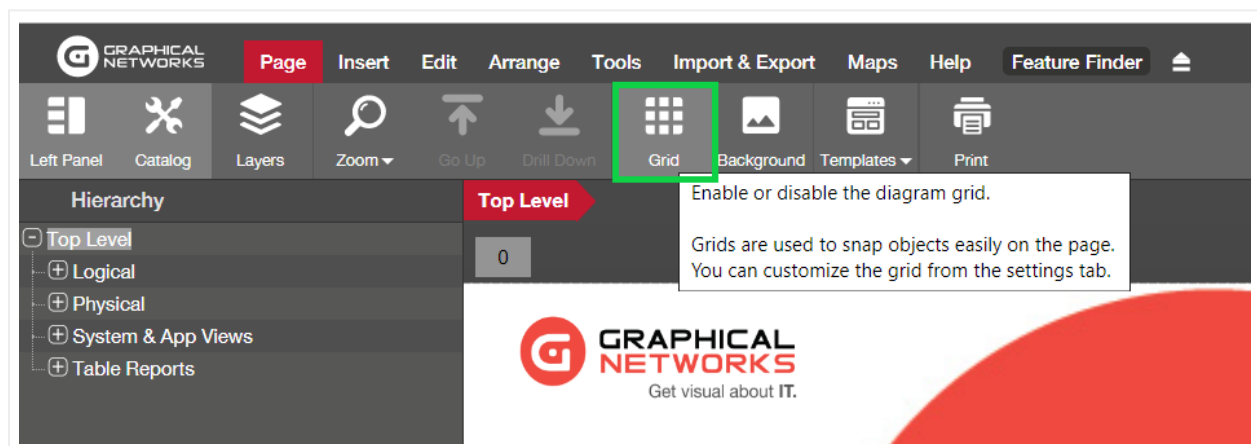 GRAPHICAL
NETWORKS
Page Insert Edit Arrange Tools Import & Export Maps Help Feature Finder
Left Panel Catalog Layers Zoom Go Up Drill Down Grid Background Templates Print
Hierarchy
Top Level
Enable or disable the diagram grid.
Grids are used to snap objects easily on the page.
You can customize the grid from the settings tab.
Top Level
Logical
Physical
System & App Views
Table Reports
0
GRAPHICAL
NETWORKS
Get visual about IT.